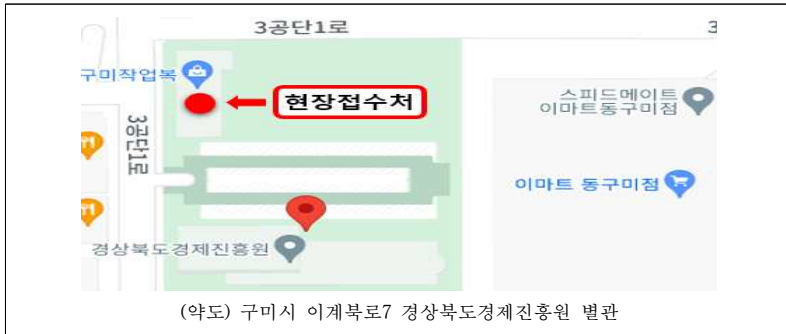 3공단1로
3
구미작업복
현장접수처
3공단1로
스피드메이트
이마트동구미점
이마트 동구미점
경상북도경제진흥원
(약도) 구미시 이계북로7 경상북도경제진흥원 별관